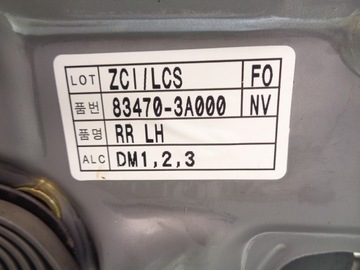 LOT ZCI/LCS FO
품번 83470-3A000 NV
품명 RR LH
ALC DM1,2,3